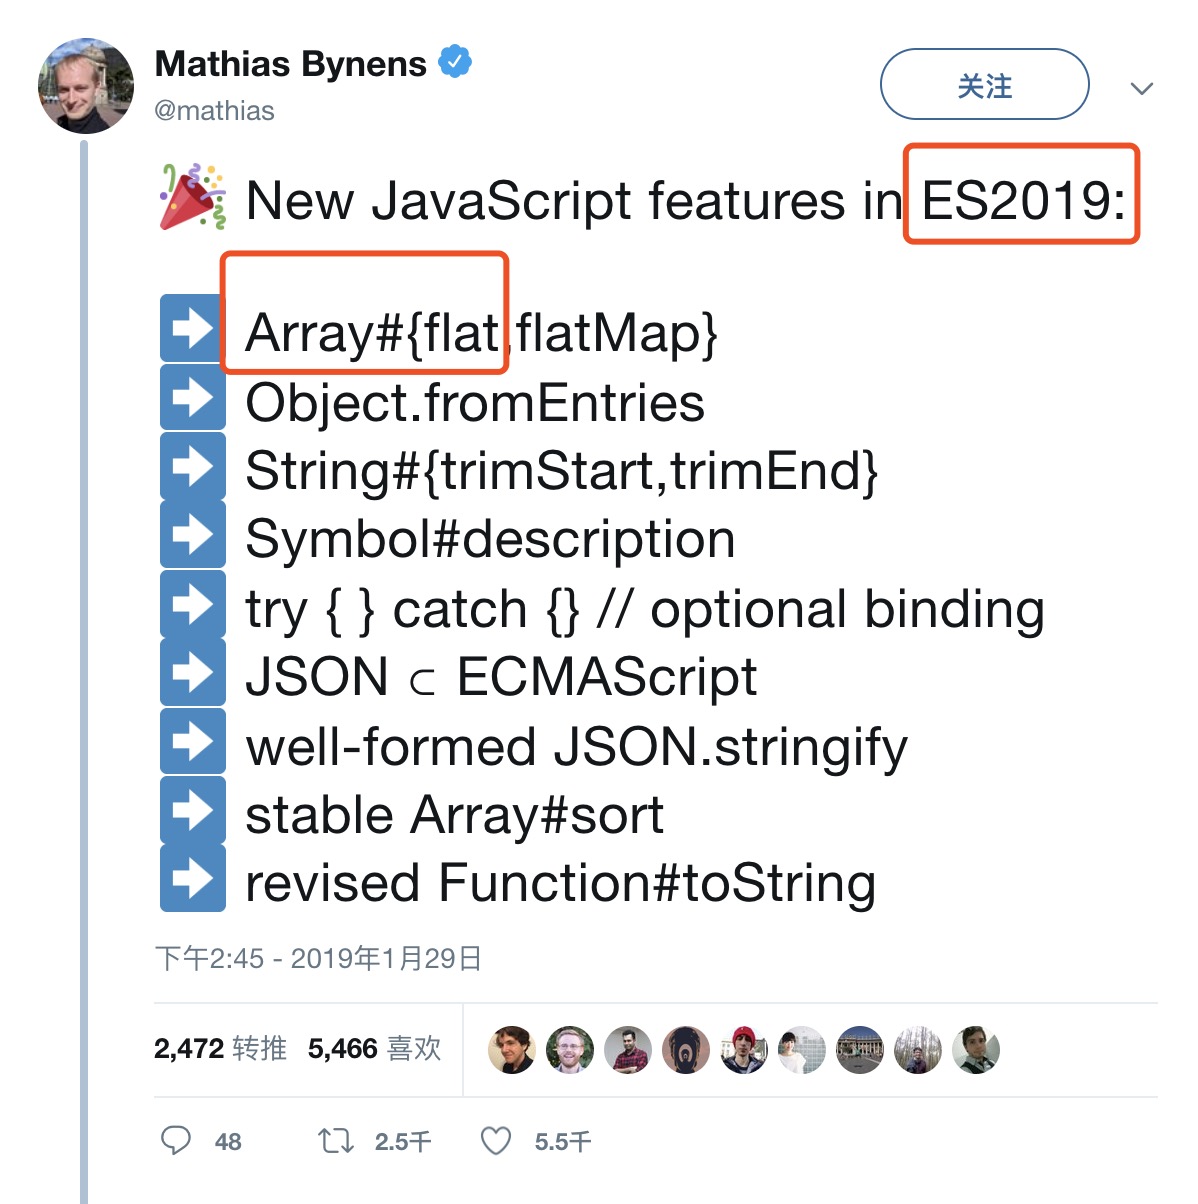 Mathias Bynens
@mathias
关注
🎉 New JavaScript features in ES2019:
➡ Array#{flat,flatMap}
➡ Object.fromEntries
➡ String#{trimStart,trimEnd}
➡ Symbol#description
➡ try { } catch {} // optional binding
➡ JSON ⊂ ECMAScript
➡ well-formed JSON.stringify
➡ stable Array#sort
➡ revised Function#toString
下午2:45 - 2019年1月29日
2,472 转推 5,466 喜欢
48 2.5千 5.5千